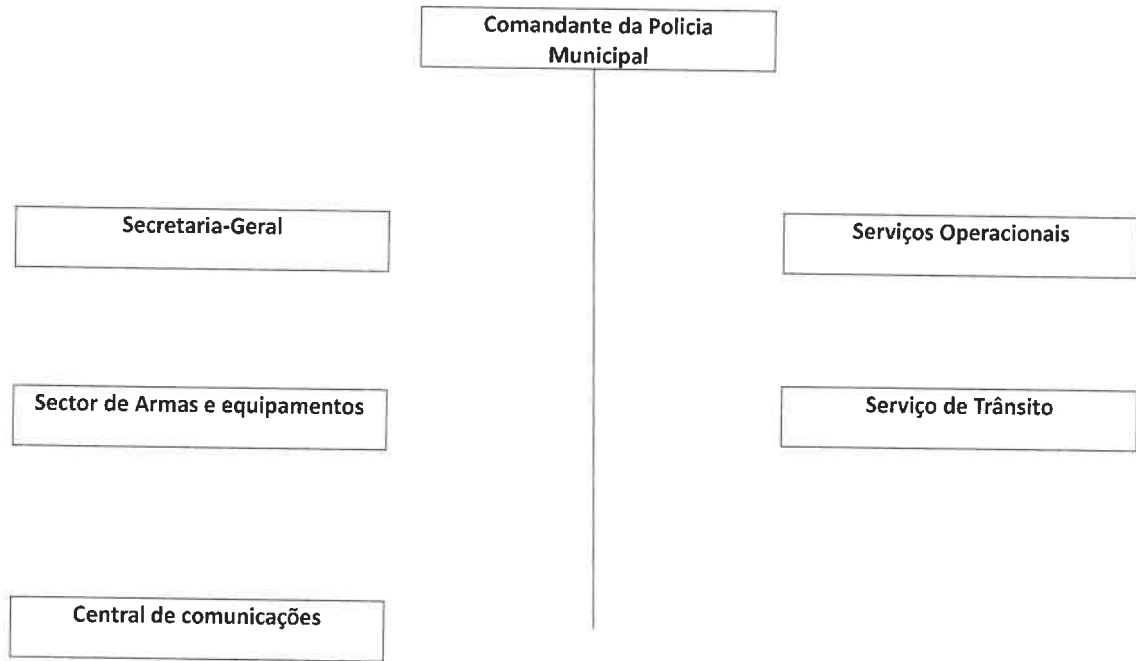 Comandante da Policia
Municipal
Secretaria-Geral
Serviços Operacionais
Sector de Armas e equipamentos
Serviço de Trânsito
Central de comunicações